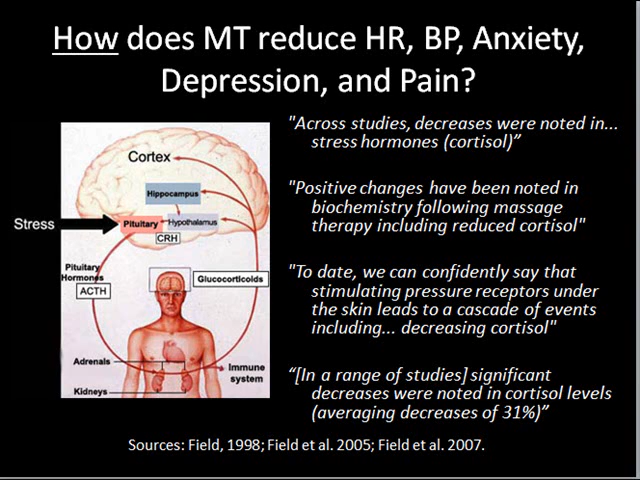 How does MT reduce HR, BP, Anxiety,
Depression, and Pain?
"Across studies, decreases were noted in...
stress hormones (cortisol)”
"Positive changes have been noted in
biochemistry following massage
therapy including reduced cortisol"
"To date, we can confidently say that
stimulating pressure receptors under
the skin leads to a cascade of events
including... decreasing cortisol"
“[In a range of studies] significant
decreases were noted in cortisol levels
(averaging decreases of 31%)”
Cortex
Hippocampus
Stress
Pituitary
Hypothalamus
CRH
Pituitary
Hormones
ACTH
Glucocorticoids
Adrenals
Immune
system
Kidneys
Sources: Field, 1998; Field et al. 2005; Field et al. 2007.